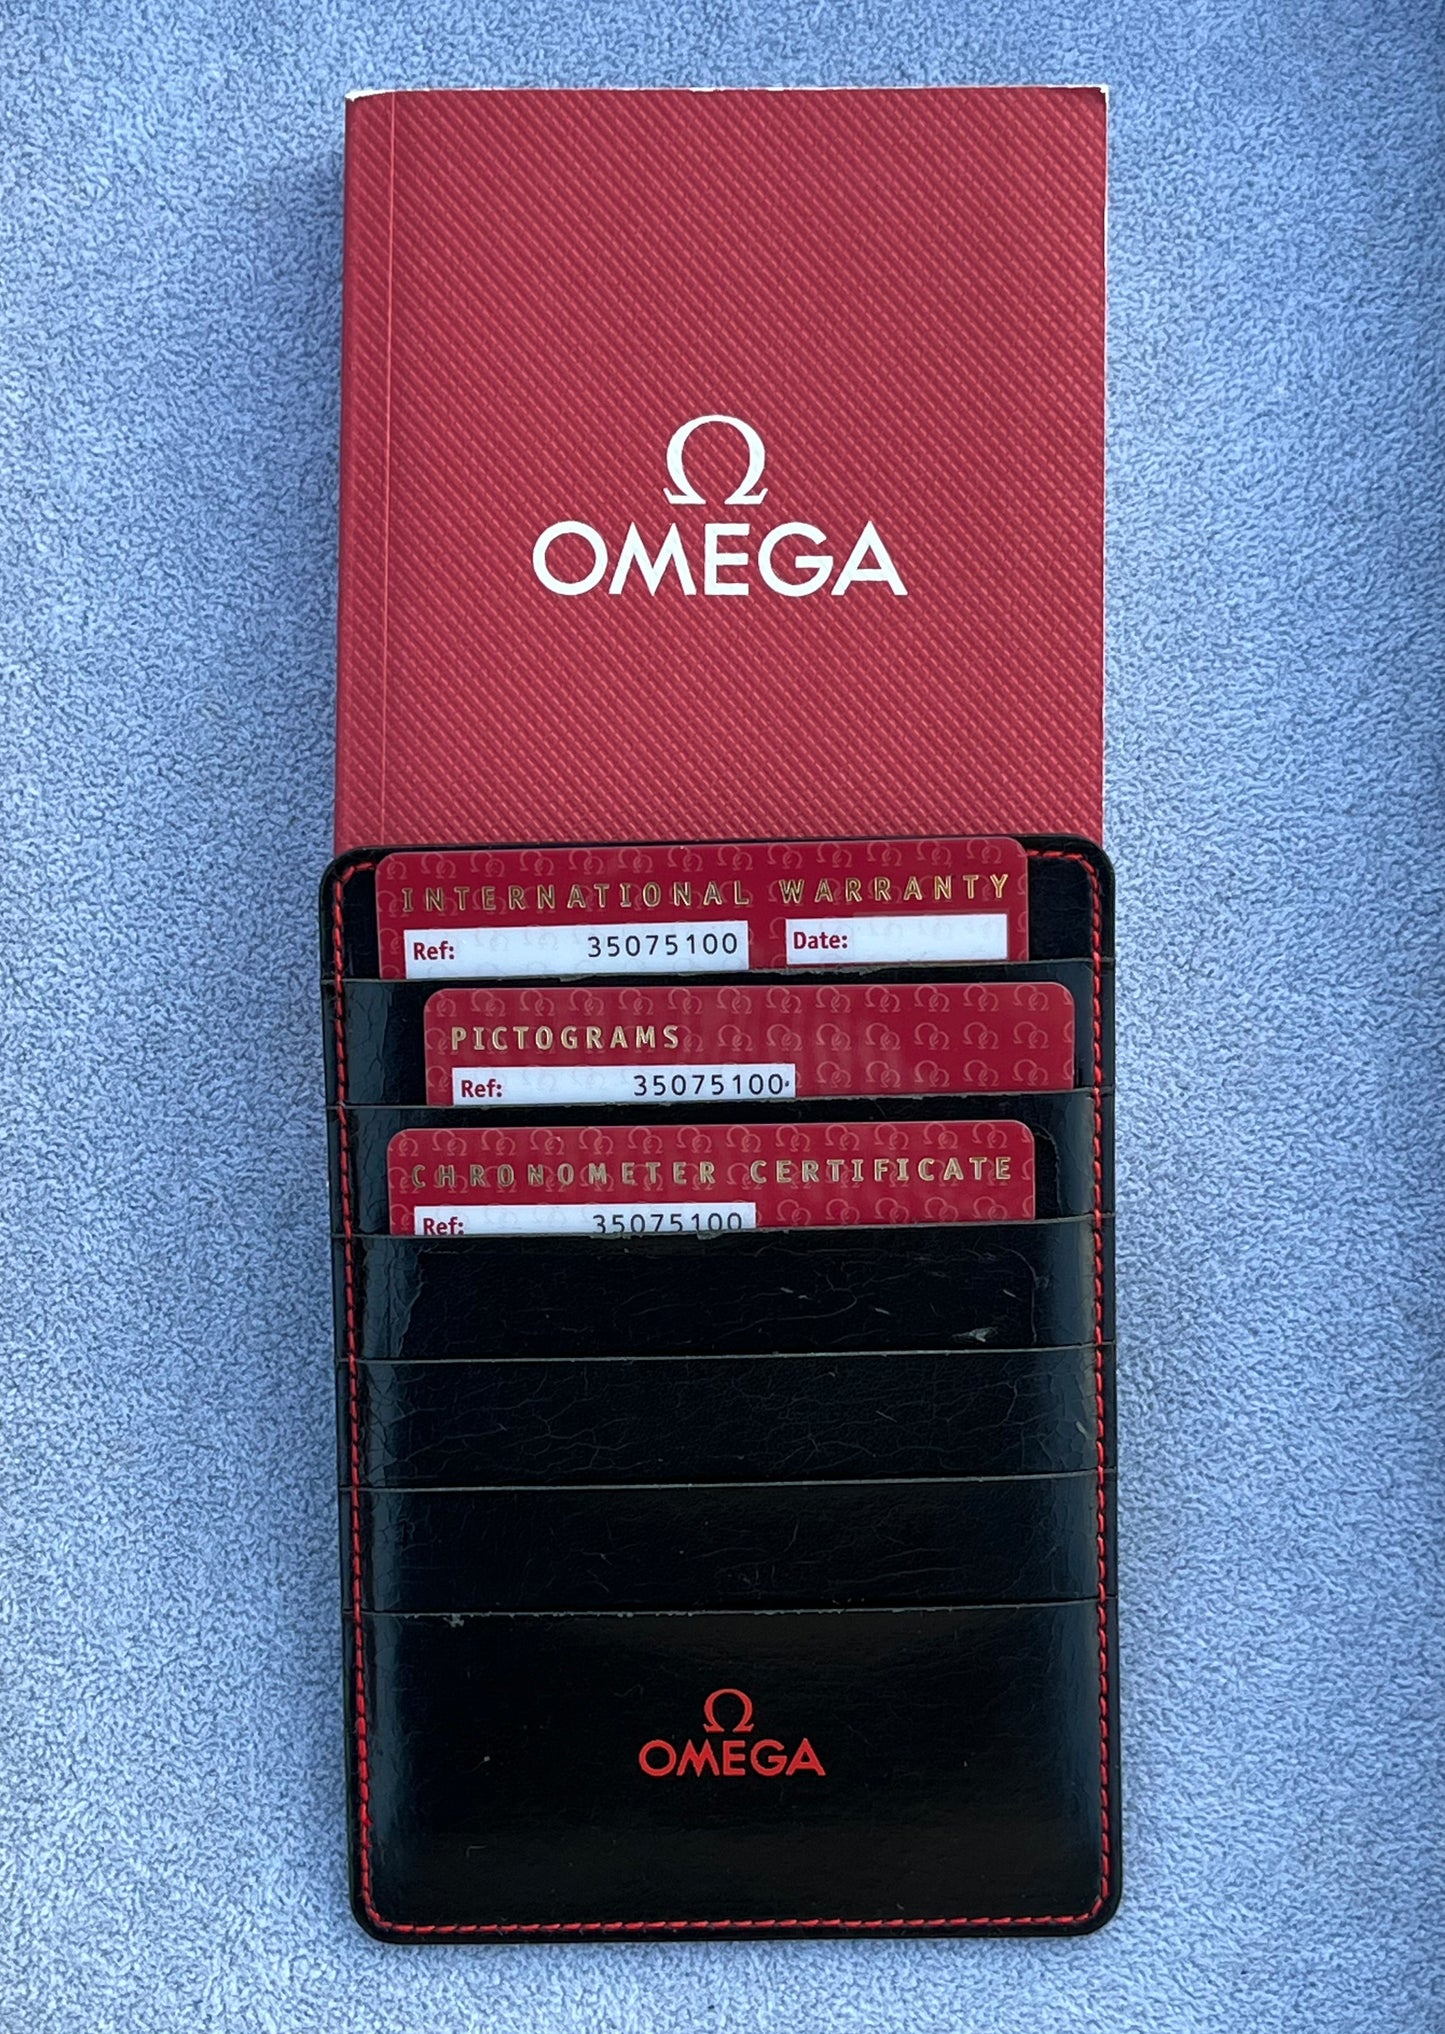 Ω
OMEGA
INTERNATIONAL WARRANTY
Ref: 35075100 Date:
PICTOGRAMS
Ref: 35075100
CHRONOMETER CERTIFICATE
Ref: 35075100
Ω
OMEGA